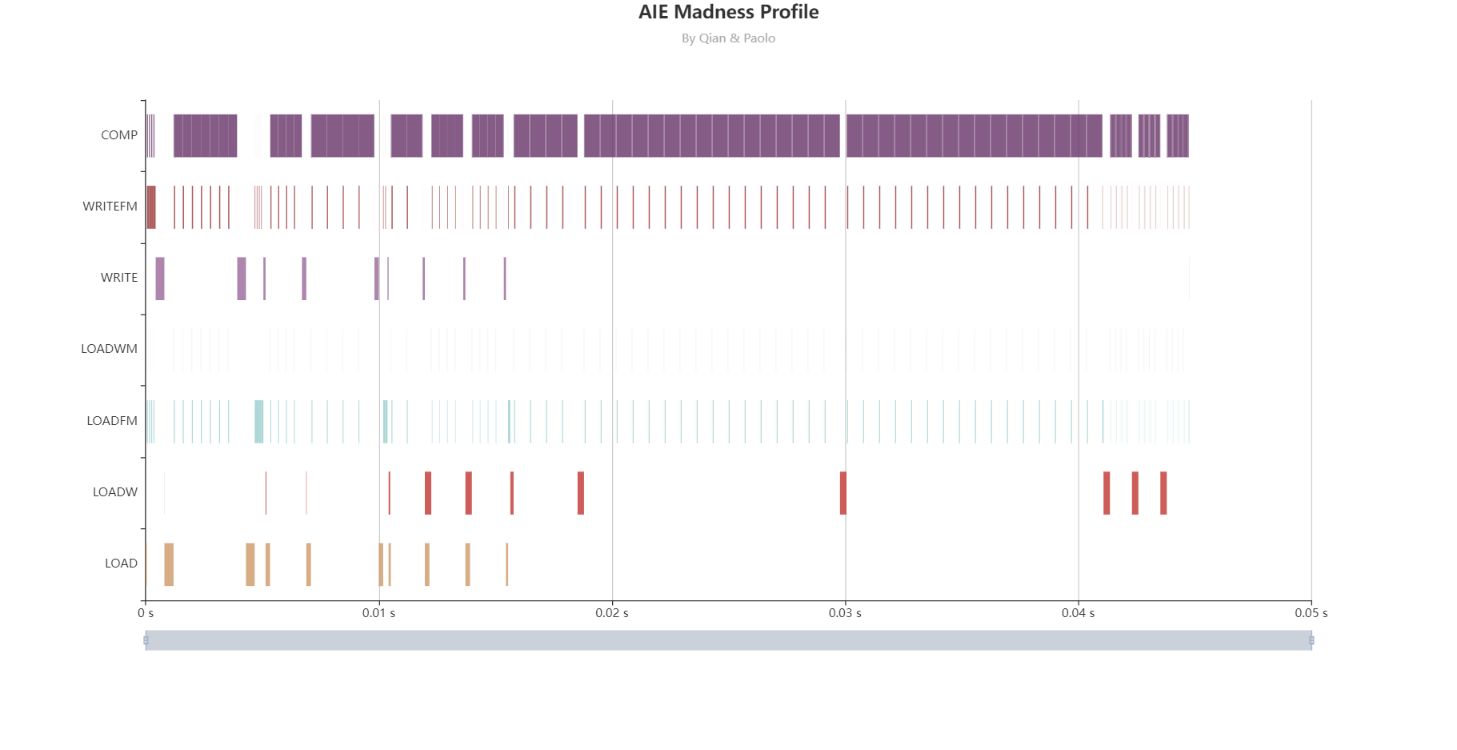 AIE Madness Profile
By Qian & Paolo
COMP
WRITEFM
WRITE
LOADWM
LOADFM
LOADW
LOAD
0 s
0.01 s
0.02 s
0.03 s
0.04 s
0.05 s